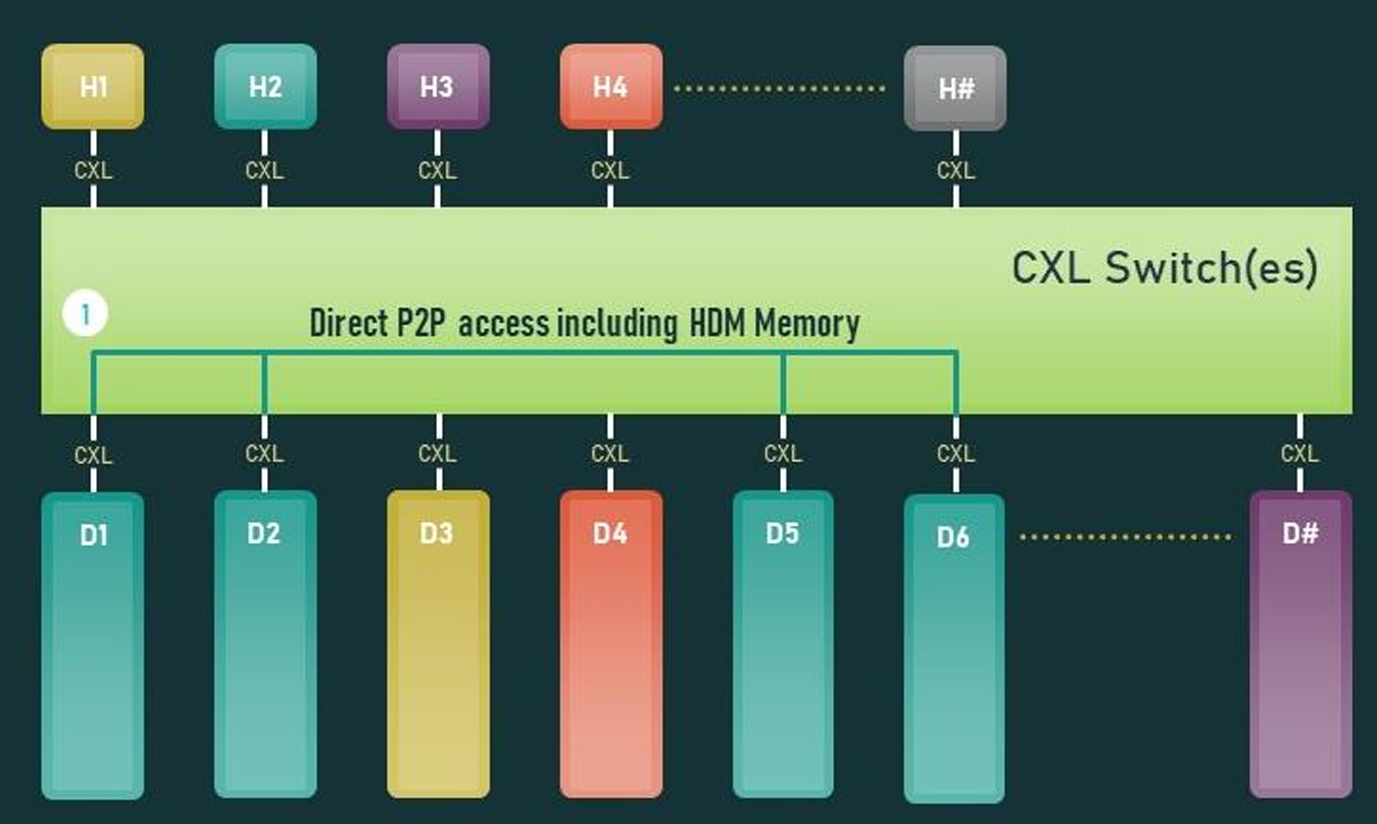 H1 H2 H3 H4 H#
CXL CXL CXL CXL CXL
CXL Switch(es)
1
Direct P2P access including HDM Memory
CXL CXL CXL CXL CXL CXL CXL
D1 D2 D3 D4 D5 D6 D#